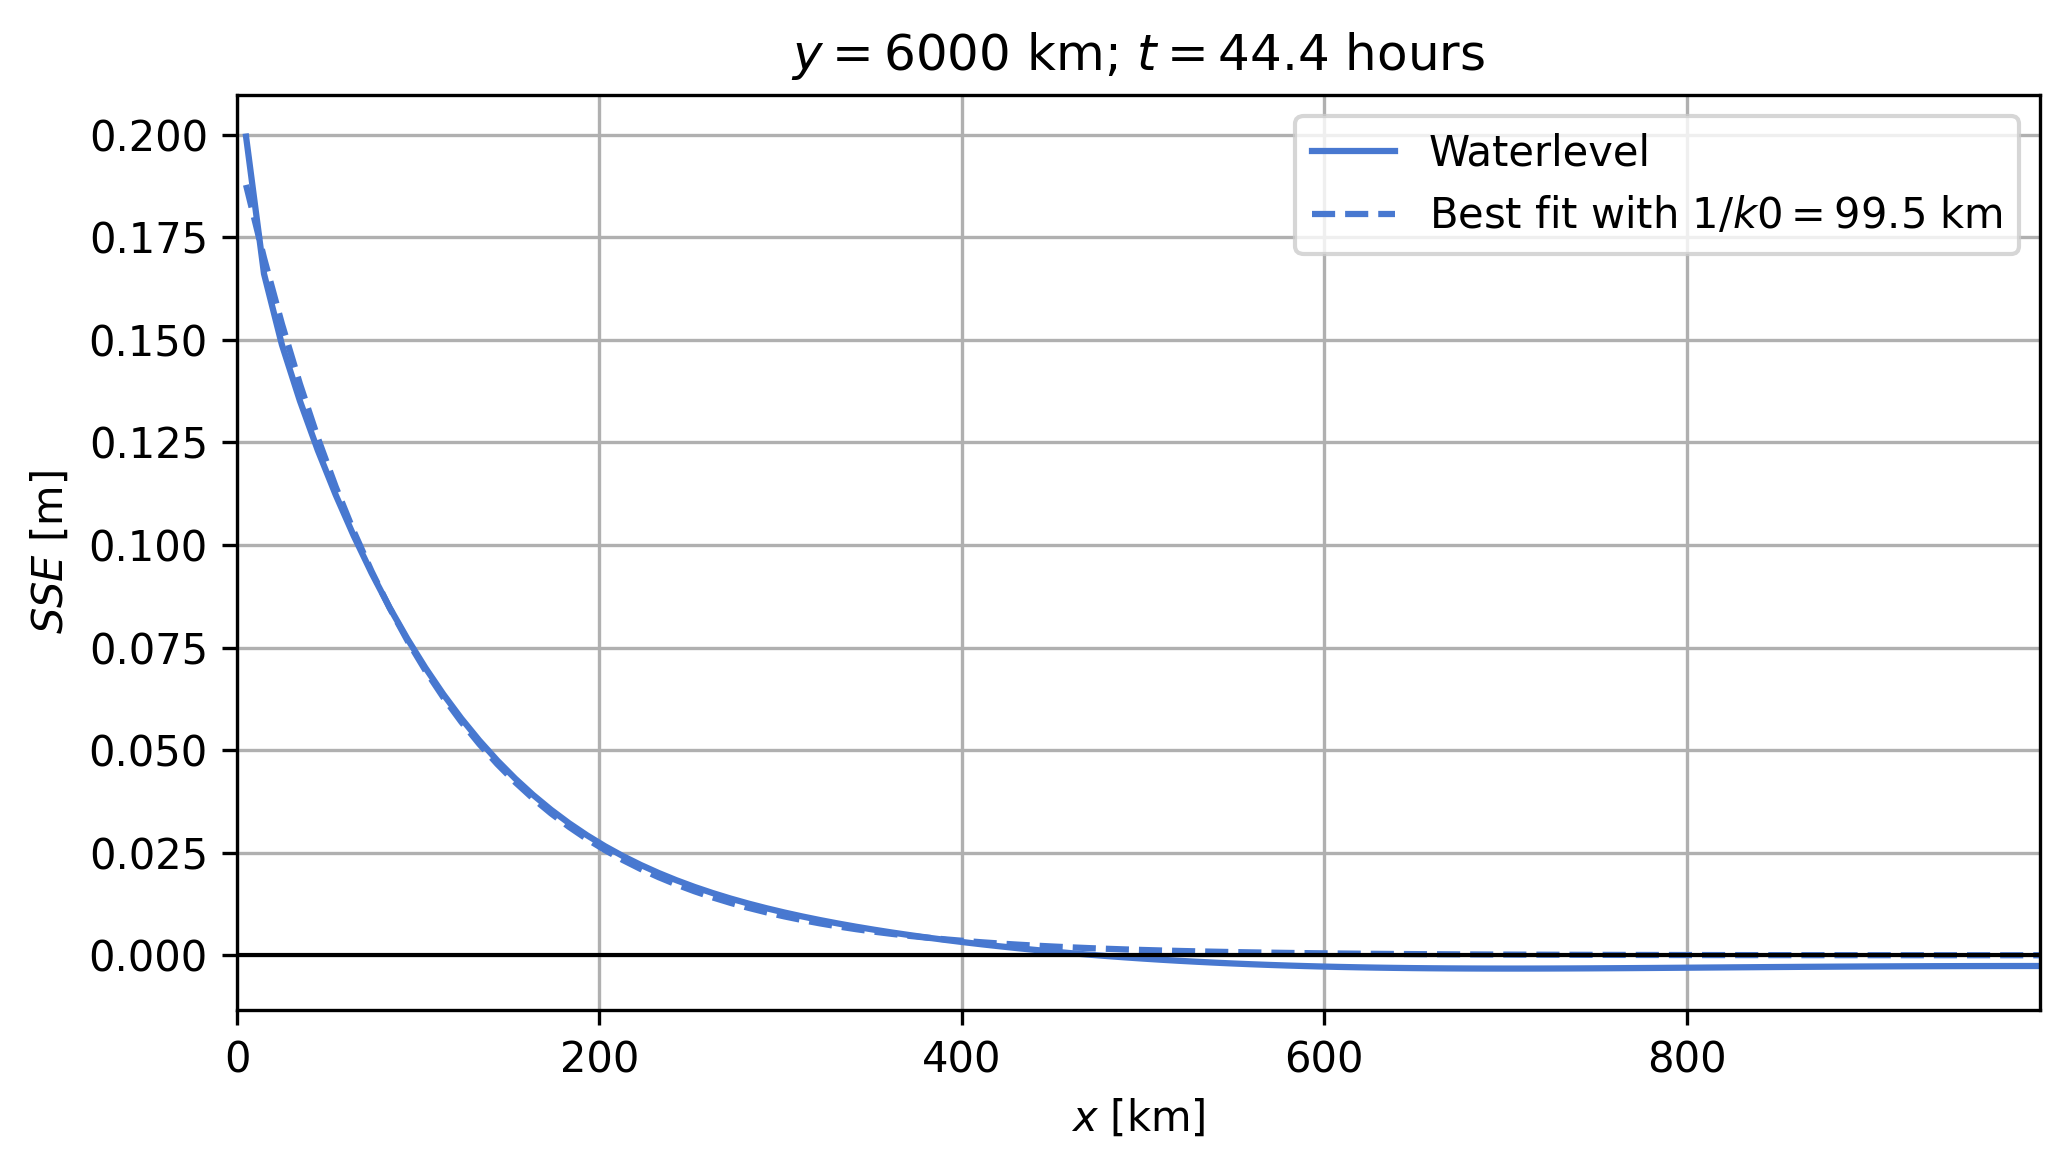 y = 6000 km; t = 44.4 hours
0.200
0.175
0.150
0.125
0.100
0.075
0.050
0.025
0.000
SSE [m]
Waterlevel
Best fit with 1/k0 = 99.5 km
0 200 400 600 800
x [km]